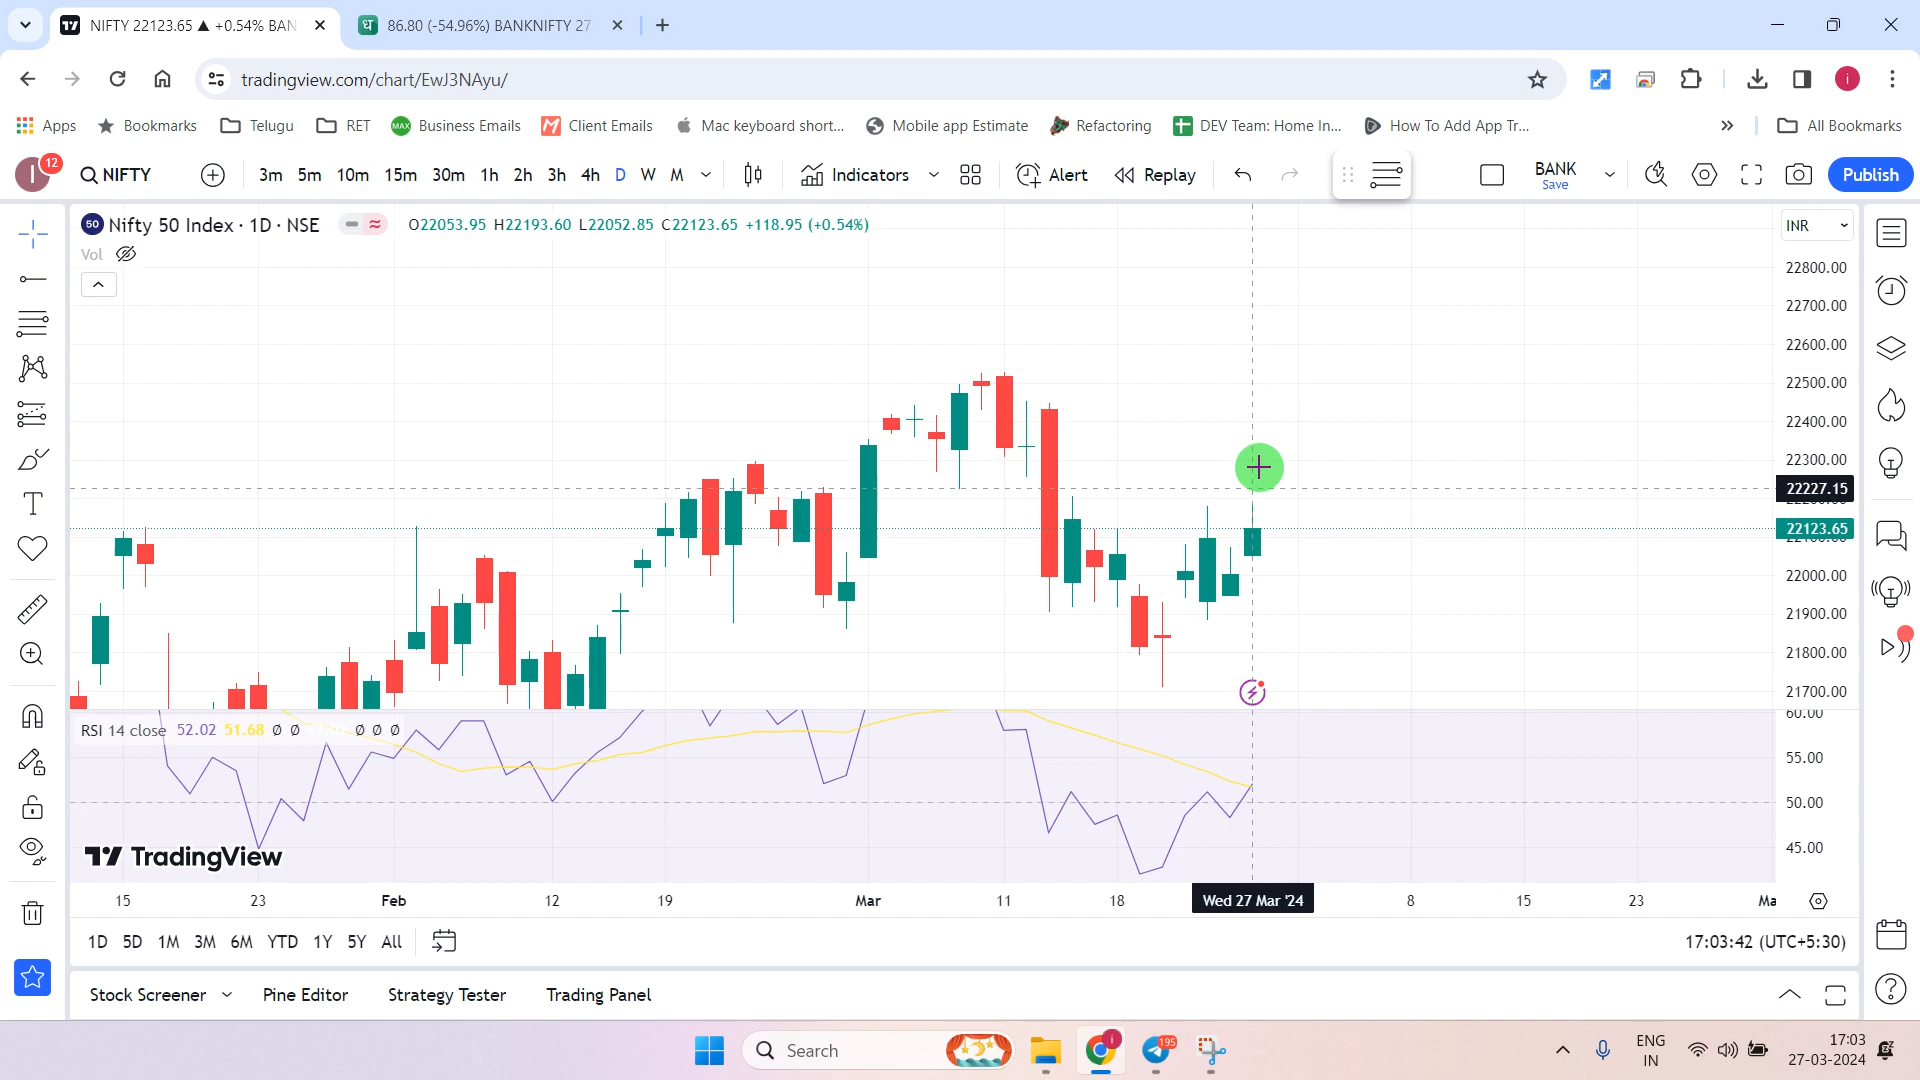 NIFTY 22123.65 ▲ +0.54% BAN
86.80 (-54.96%) BANKNIFTY 27
tradingview.com/chart/EwJ3NAyu/
i
Apps Bookmarks Telugu RET MAX Business Emails M Client Emails Mac keyboard short... Mobile app Estimate Refactoring DEV Team: Home In... How To Add App Tr... » All Bookmarks
I 12 NIFTY 3m 5m 10m 15m 30m 1h 2h 3h 4h D W M Indicators Alert Replay BANK Save Publish
50 Nifty 50 Index · 1D · NSE O22053.95 H22193.60 L22052.85 C22123.65 +118.95 (+0.54%)
INR
Vol
22800.00
22700.00
22600.00
22500.00
22400.00
22300.00
22227.15
22123.65
22000.00
21900.00
21800.00
21700.00
60.00
RSI 14 close 52.02 51.68 Ø Ø Ø Ø Ø
55.00
50.00
45.00
TradingView
15 23 Feb 12 19 Mar 11 18 Wed 27 Mar '24 8 15 23 Ma
1D 5D 1M 3M 6M YTD 1Y 5Y All 17:03:42 (UTC+5:30)
Stock Screener Pine Editor Strategy Tester Trading Panel
Search i 195 ENG IN 17:03 27-03-2024